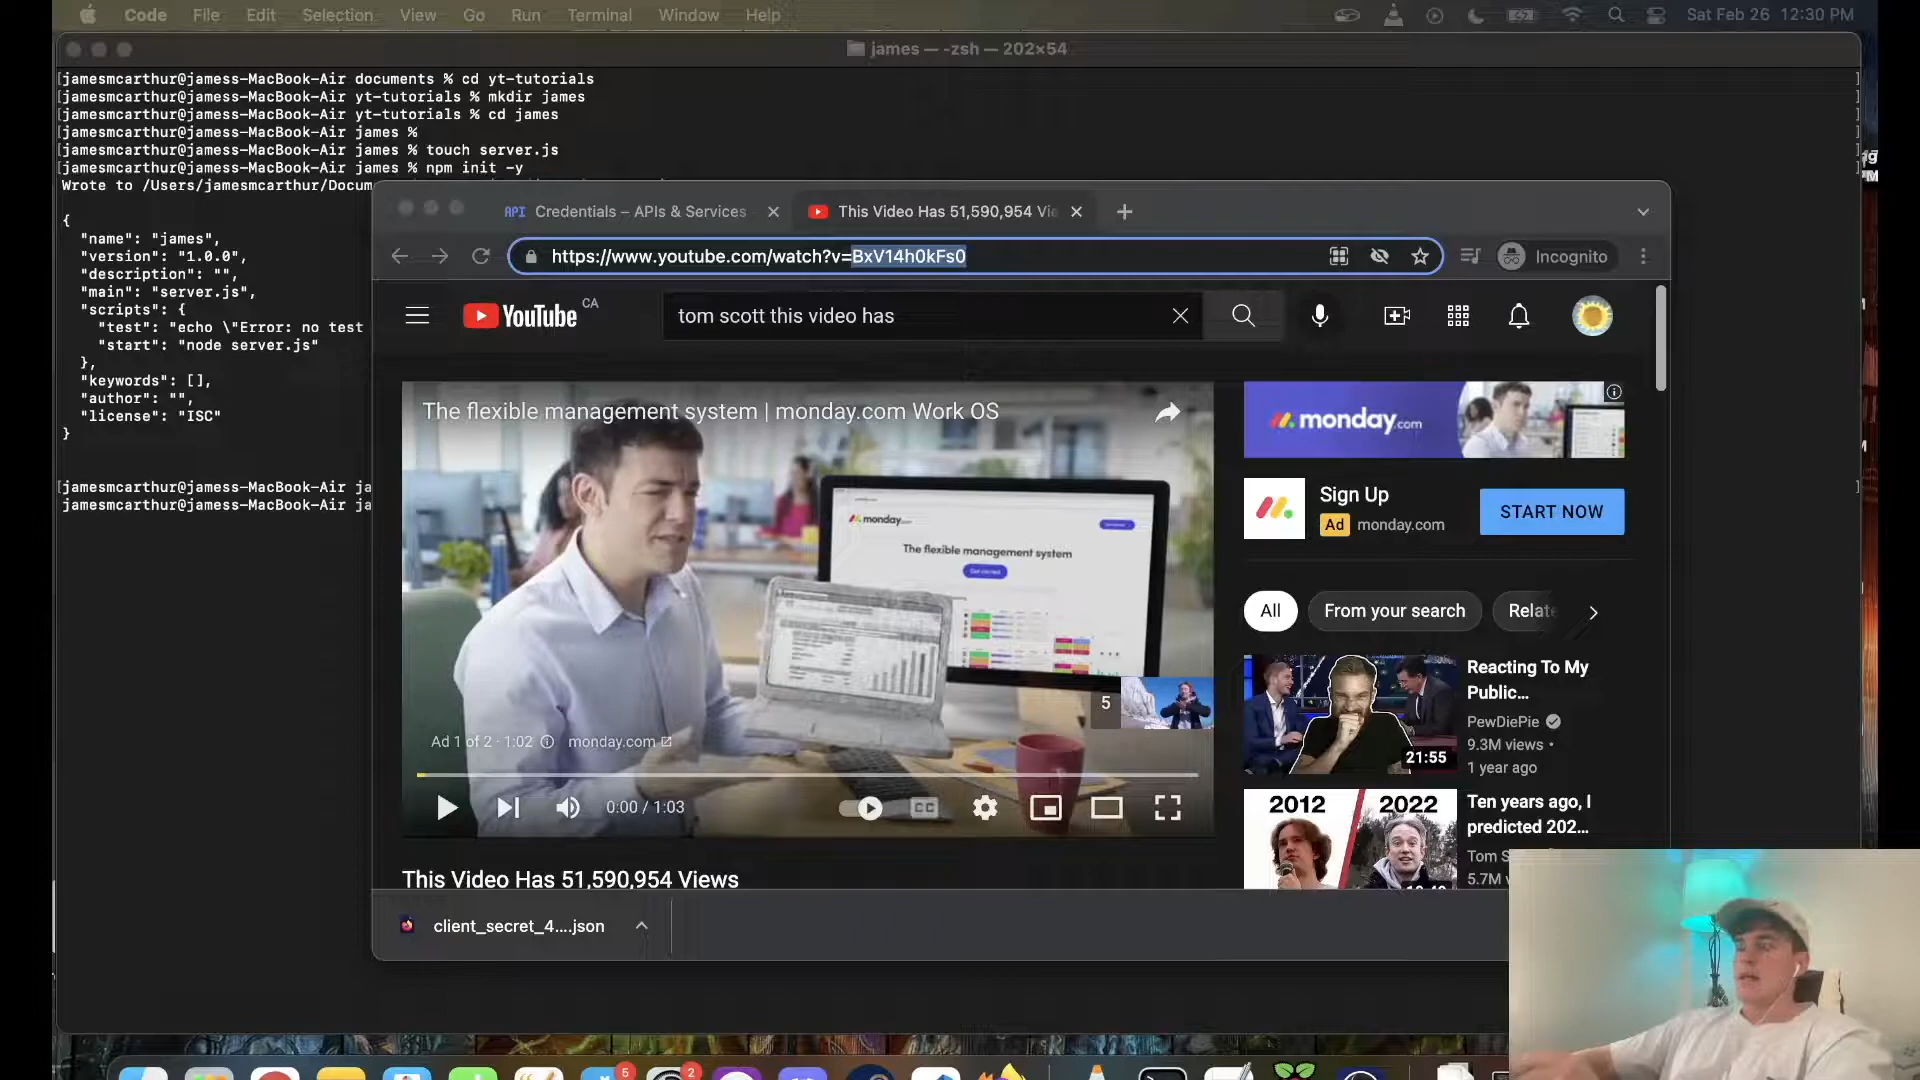 Code File Edit Selection View Go Run Terminal Window Help
Sat Feb 26 12:30 PM
james — -zsh — 202×54
[jamesmcarthur@jamess-MacBook-Air documents % cd yt-tutorials
[jamesmcarthur@jamess-MacBook-Air yt-tutorials % mkdir james
[jamesmcarthur@jamess-MacBook-Air yt-tutorials % cd james
[jamesmcarthur@jamess-MacBook-Air james %
[jamesmcarthur@jamess-MacBook-Air james % touch server.js
[jamesmcarthur@jamess-MacBook-Air james % npm init -y
Wrote to /Users/jamesmcarthur/Docum
{
"name": "james",
"version": "1.0.0",
"description": "",
"main": "server.js",
"scripts": {
"test": "echo \"Error: no test
"start": "node server.js"
},
"keywords": [],
"author": "",
"license": "ISC"
}
[jamesmcarthur@jamess-MacBook-Air ja
jamesmcarthur@jamess-MacBook-Air ja
API Credentials – APIs & Services
This Video Has 51,590,954 Vie
https://www.youtube.com/watch?v=BxV14h0kFs0
Incognito
YouTube CA
tom scott this video has
The flexible management system | monday.com Work OS
monday.com
The flexible management system
Get started
5
Ad 1 of 2 · 1:02 monday.com
0:00 / 1:03
CC
This Video Has 51,590,954 Views
monday.com
Sign Up
Ad monday.com
START NOW
All From your search Relate
21:55
Reacting To My
Public...
PewDiePie
9.3M views •
1 year ago
2012 2022
Ten years ago, I
predicted 202...
Tom S
5.7M v
client_secret_4....json
5
2